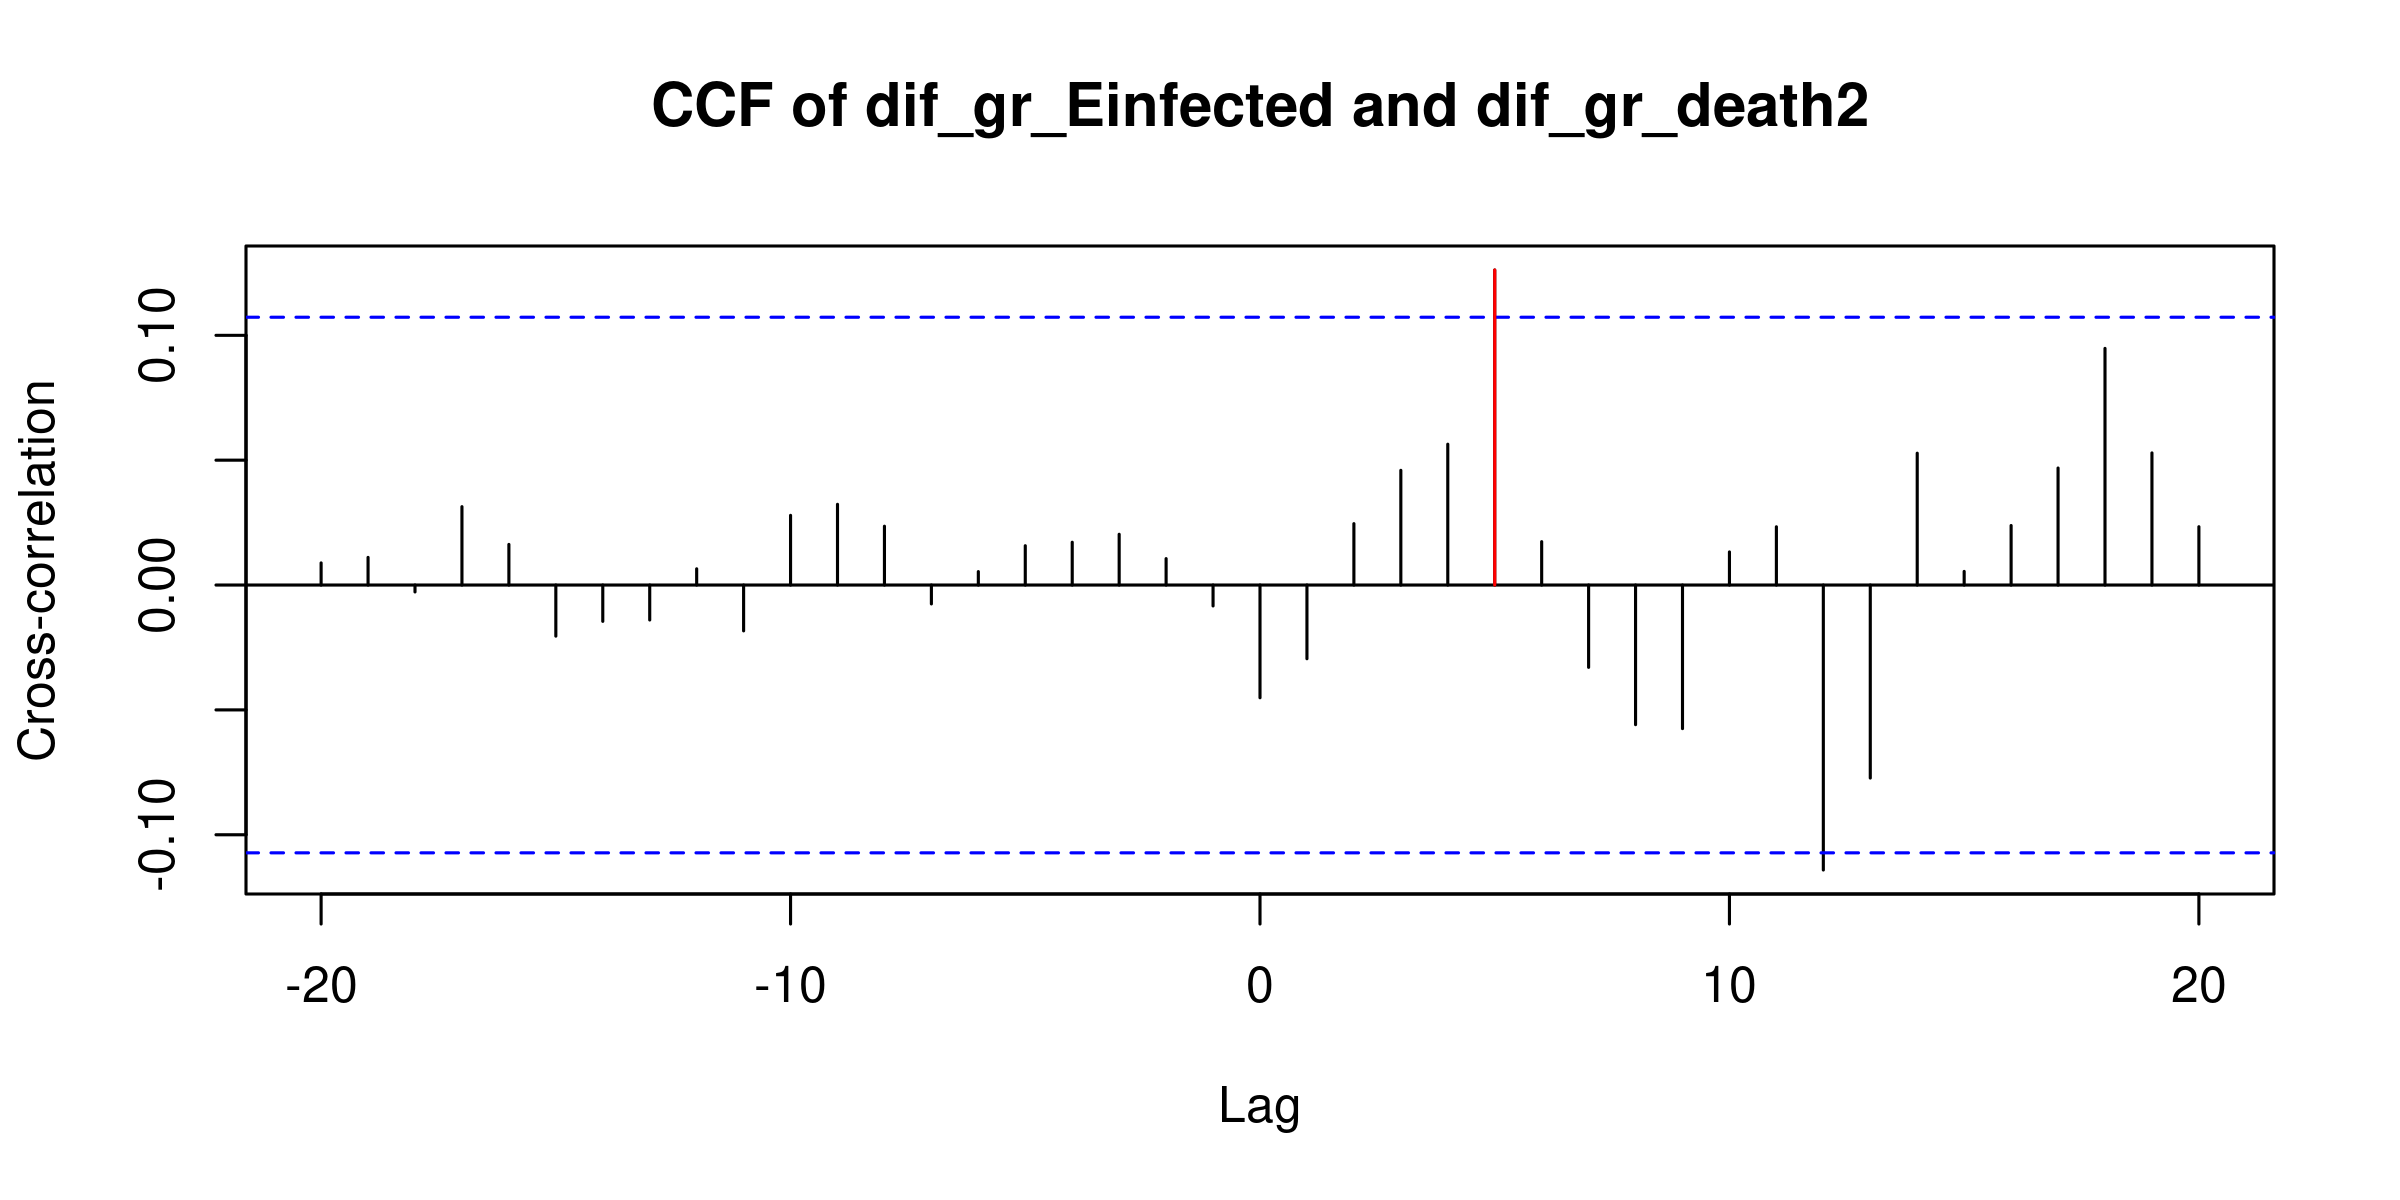 CCF of dif_gr_Einfected and dif_gr_death2
Cross-correlation
0.10
0.00
-0.10
-20 -10 0 10 20
Lag